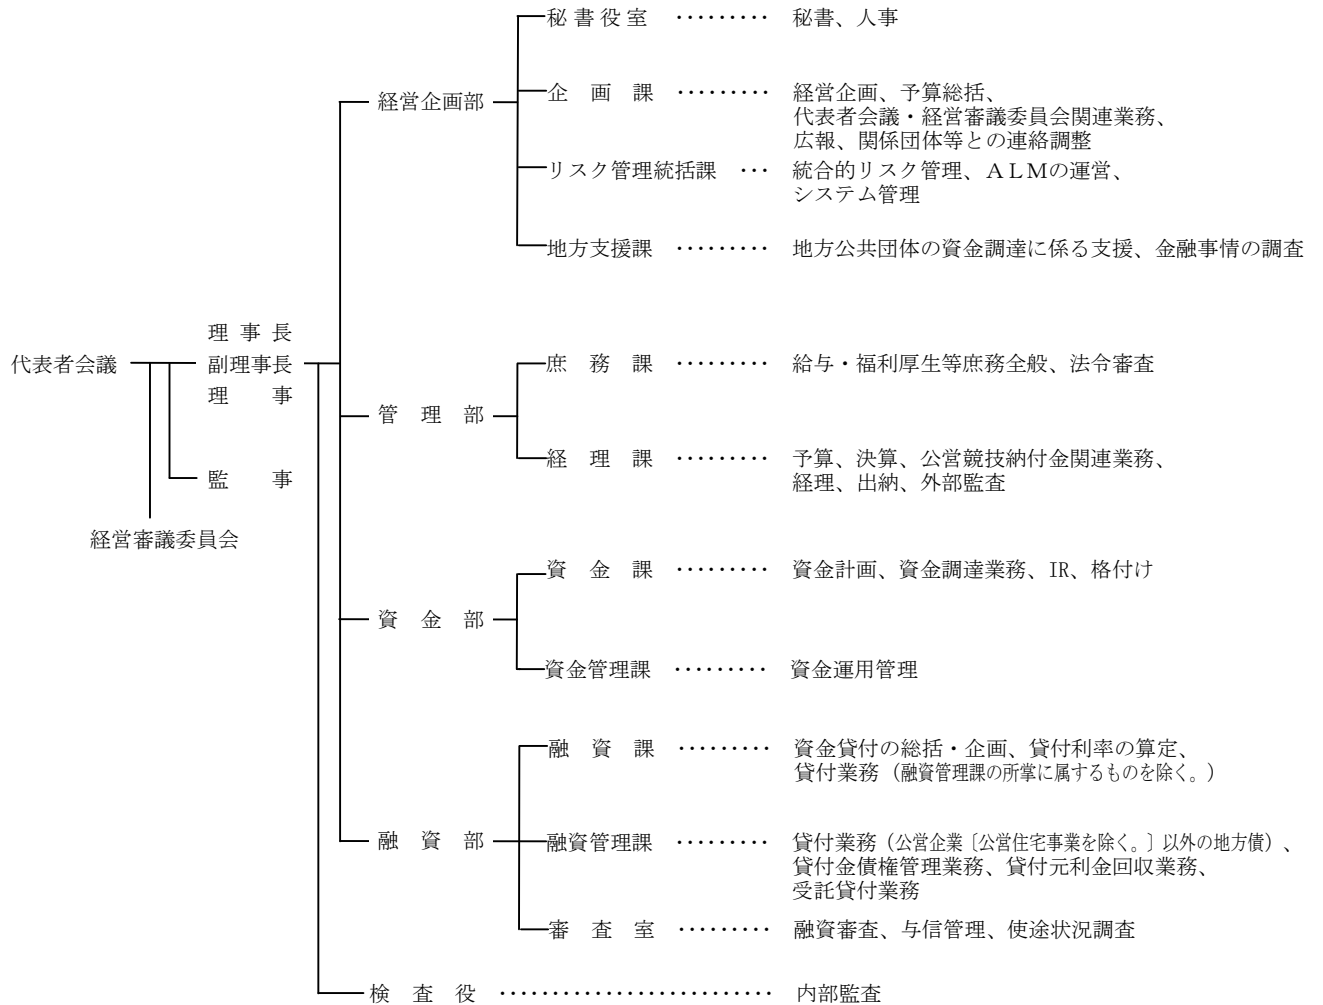 秘書役室 ········· 秘書、人事
企画課 ········· 経営企画、予算総括、
代表者会議・経営審議委員会関連業務、
広報、関係団体等との連絡調整
経営企画部
リスク管理統括課 ··· 統合的リスク管理、ＡＬＭの運営、
システム管理
地方支援課 ········· 地方公共団体の資金調達に係る支援、金融事情の調査
代表者会議
理事長
副理事長
理事
監事
経営審議委員会
管理部
庶務課 ········· 給与・福利厚生等庶務全般、法令審査
経理課 ········· 予算、決算、公営競技納付金関連業務、
経理、出納、外部監査
資金部
資金課 ········· 資金計画、資金調達業務、IR、格付け
資金管理課 ········· 資金運用管理
融資部
融資課 ········· 資金貸付の総括・企画、貸付利率の算定、
貸付業務（融資管理課の所掌に属するものを除く。）
融資管理課 ········· 貸付業務（公営企業〔公営住宅事業を除く。〕以外の地方債）、
貸付金債権管理業務、貸付元利金回収業務、
受託貸付業務
審査室 ········· 融資審査、与信管理、使途状況調査
検査役 ·························· 内部監査